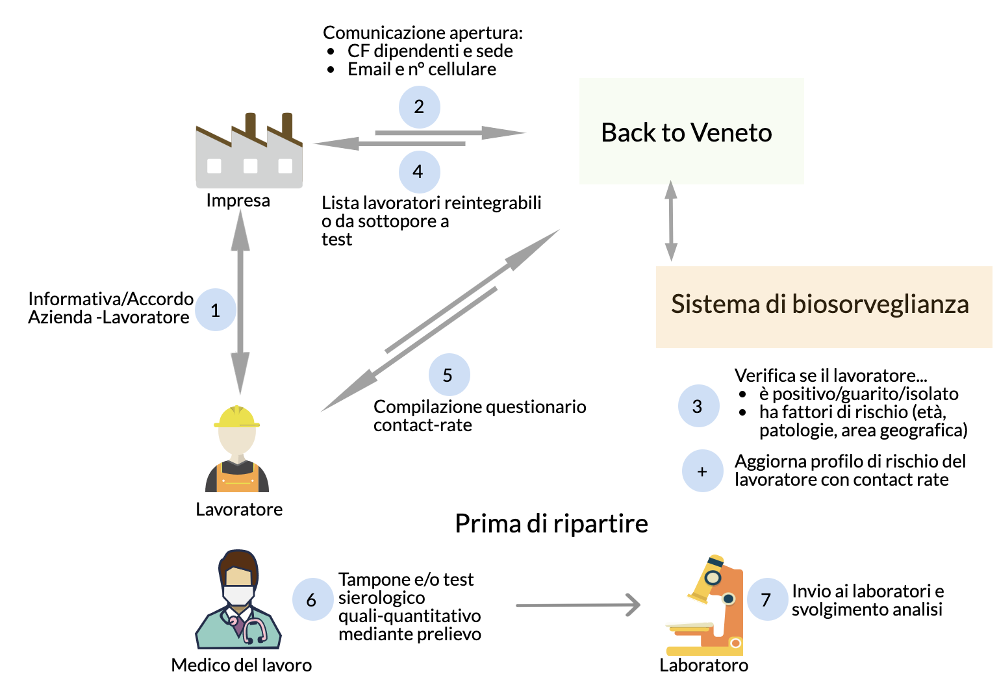 Comunicazione apertura:
• CF dipendenti e sede
• Email e n° cellulare
2
Back to Veneto
4
Impresa
Lista lavoratori reintegrabili
o da sottopore a
test
Informativa/Accordo
Azienda -Lavoratore
1
Sistema di biosorveglianza
5
Compilazione questionario
contact-rate
3
Verifica se il lavoratore...
• è positivo/guarito/isolato
• ha fattori di rischio (età,
patologie, area geografica)
+
Aggiorna profilo di rischio del
lavoratore con contact rate
Lavoratore
Prima di ripartire
6
Tampone e/o test
sierologico
quali-quantitativo
mediante prelievo
7
Invio ai laboratori e
svolgimento analisi
Medico del lavoro
Laboratoro